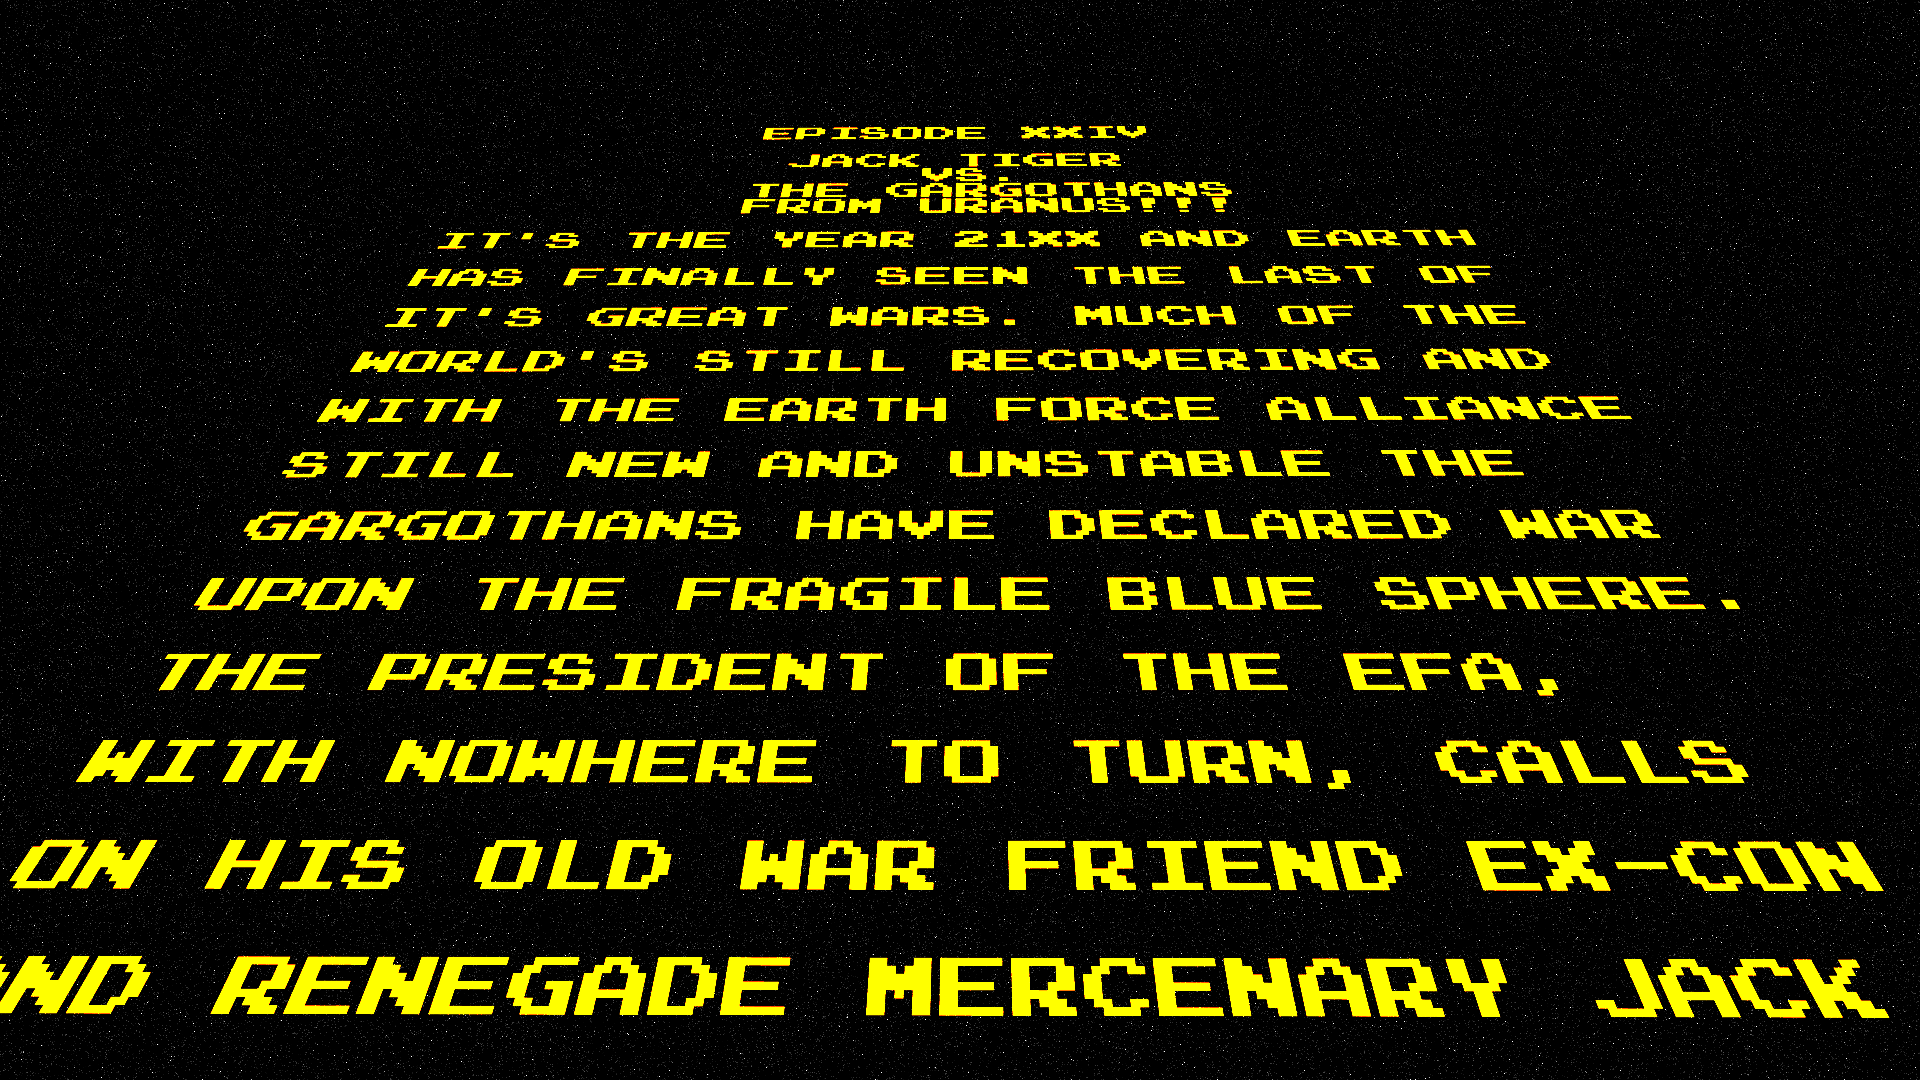 EPISODE XXIV
JACK TIGER
VS.
THE GARGOTHANS
FROM URANUS!!!
IT'S THE YEAR 21XX AND EARTH
HAS FINALLY SEEN THE LAST OF
IT'S GREAT WARS. MUCH OF THE
WORLD'S STILL RECOVERING AND
WITH THE EARTH FORCE ALLIANCE
STILL NEW AND UNSTABLE THE
GARGOTHANS HAVE DECLARED WAR
UPON THE FRAGILE BLUE SPHERE.
THE PRESIDENT OF THE EFA,
WITH NOWHERE TO TURN, CALLS
ON HIS OLD WAR FRIEND EX-CON
AND RENEGADE MERCENARY JACK